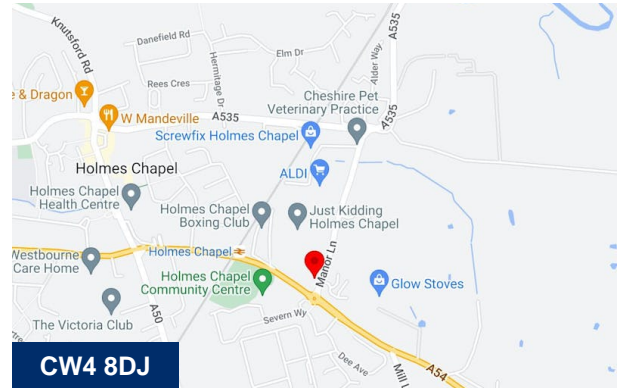 Knutsford Rd
Danefield Rd
Elm Dr
A535
Alder Way
Rees Cres
Hermitage Dr
e & Dragon
Cheshire Pet
Veterinary Practice
A535
W Mandeville
A535
Screwfix Holmes Chapel
ALDI
Holmes Chapel
Holmes Chapel
Health Centre
Holmes Chapel
Boxing Club
Just Kidding
Holmes Chapel
Westbourne
Care Home
Holmes Chapel
Manor Ln
Holmes Chapel
Community Centre
Glow Stoves
A50
The Victoria Club
Severn Wy
Dee Ave
Mill L
A54
CW4 8DJ